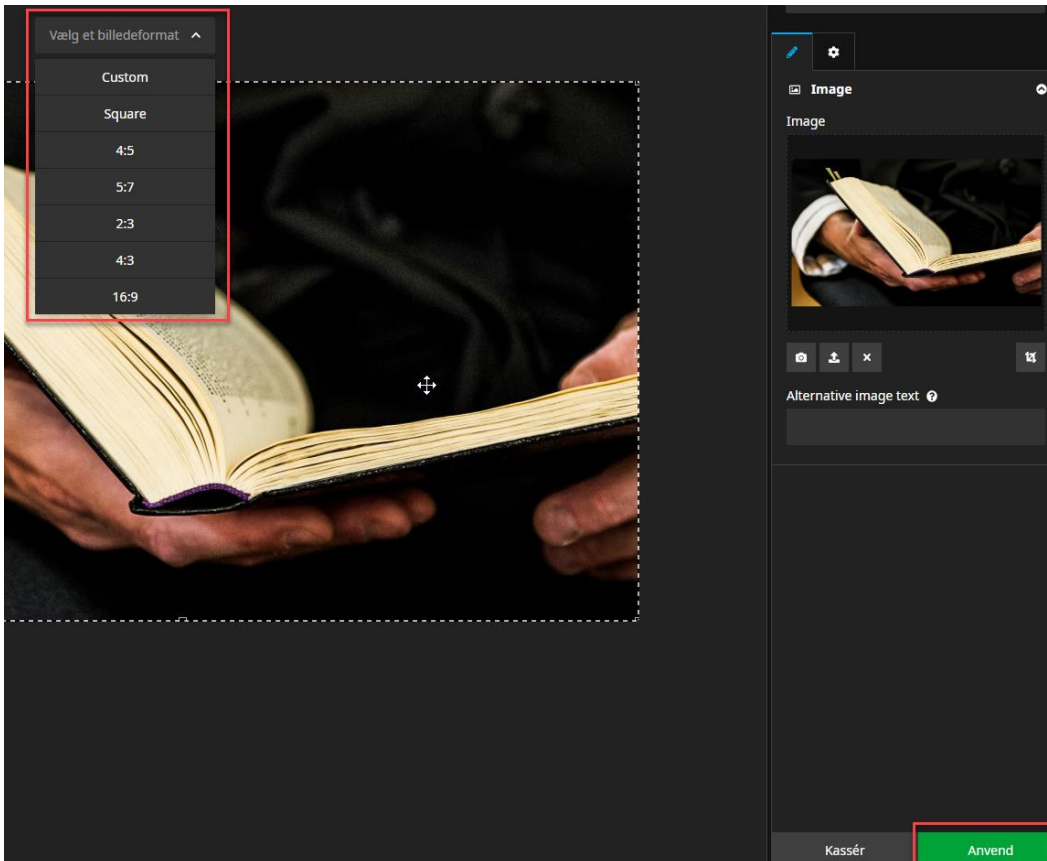 Vælg et billedeformat
Custom
Square
4:5
5:7
2:3
4:3
16:9
Image
Image
Alternative image text
Kassér
Anvend